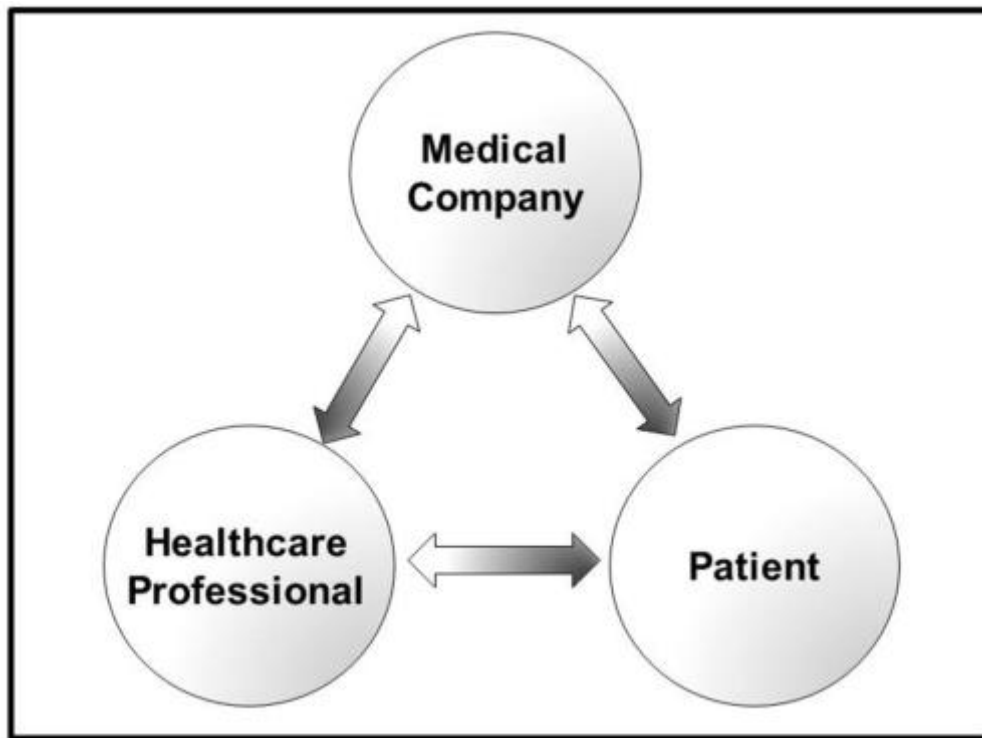 Medical
Company
Healthcare
Professional
Patient